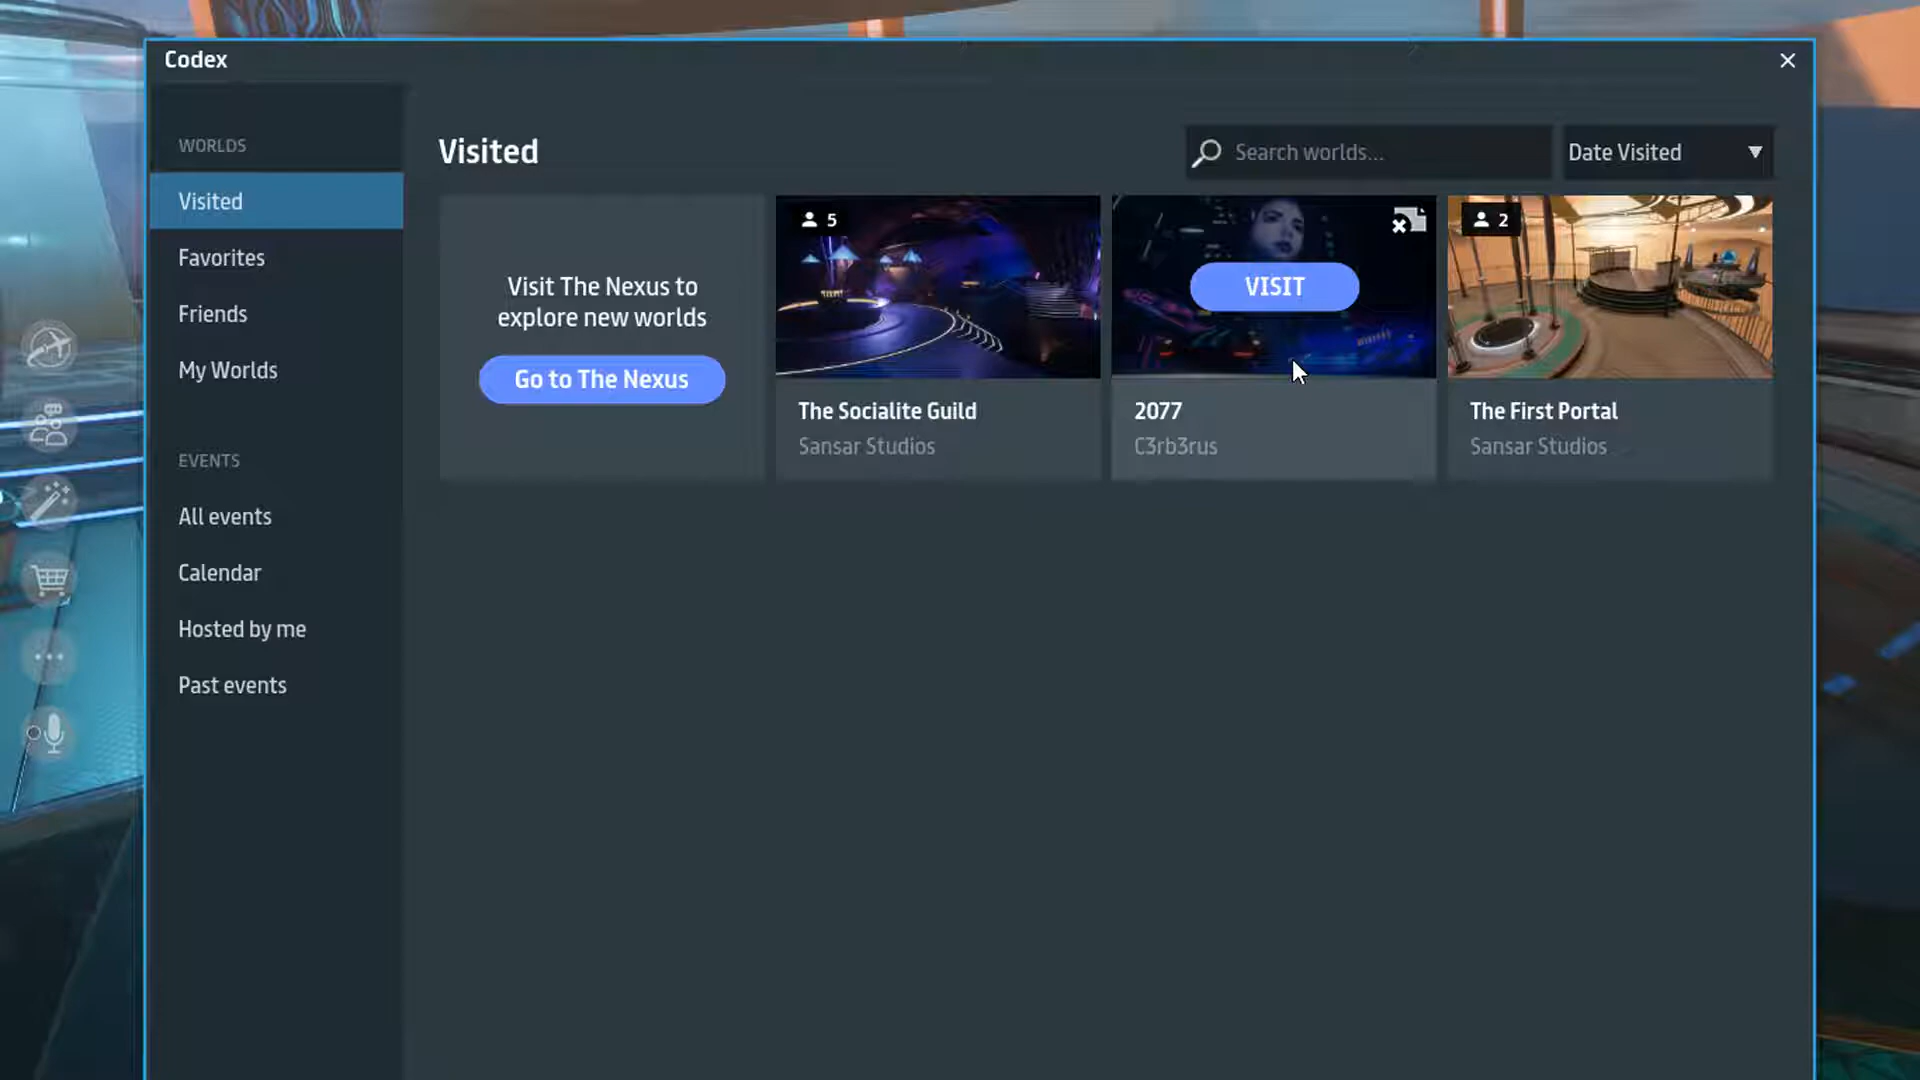 Codex
WORLDS
Visited
Favorites
Friends
My Worlds
EVENTS
All events
Calendar
Hosted by me
Past events
Visited
Search worlds...
Date Visited
Visit The Nexus to
explore new worlds
Go to The Nexus
5
The Socialite Guild
Sansar Studios
VISIT
2077
C3rb3rus
2
The First Portal
Sansar Studios